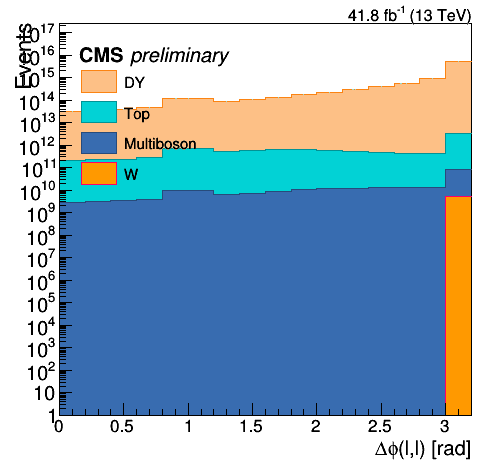 41.8 fb⁻¹ (13 TeV)
Events
10¹⁷
10¹⁶
10¹⁵
10¹⁴
10¹³
10¹²
10¹¹
10¹⁰
10⁹
10⁸
10⁷
10⁶
10⁵
10⁴
10³
10²
10
1
CMS preliminary
DY
Top
Multiboson
W
0 0.5 1 1.5 2 2.5 3
Δϕ(l,l) [rad]